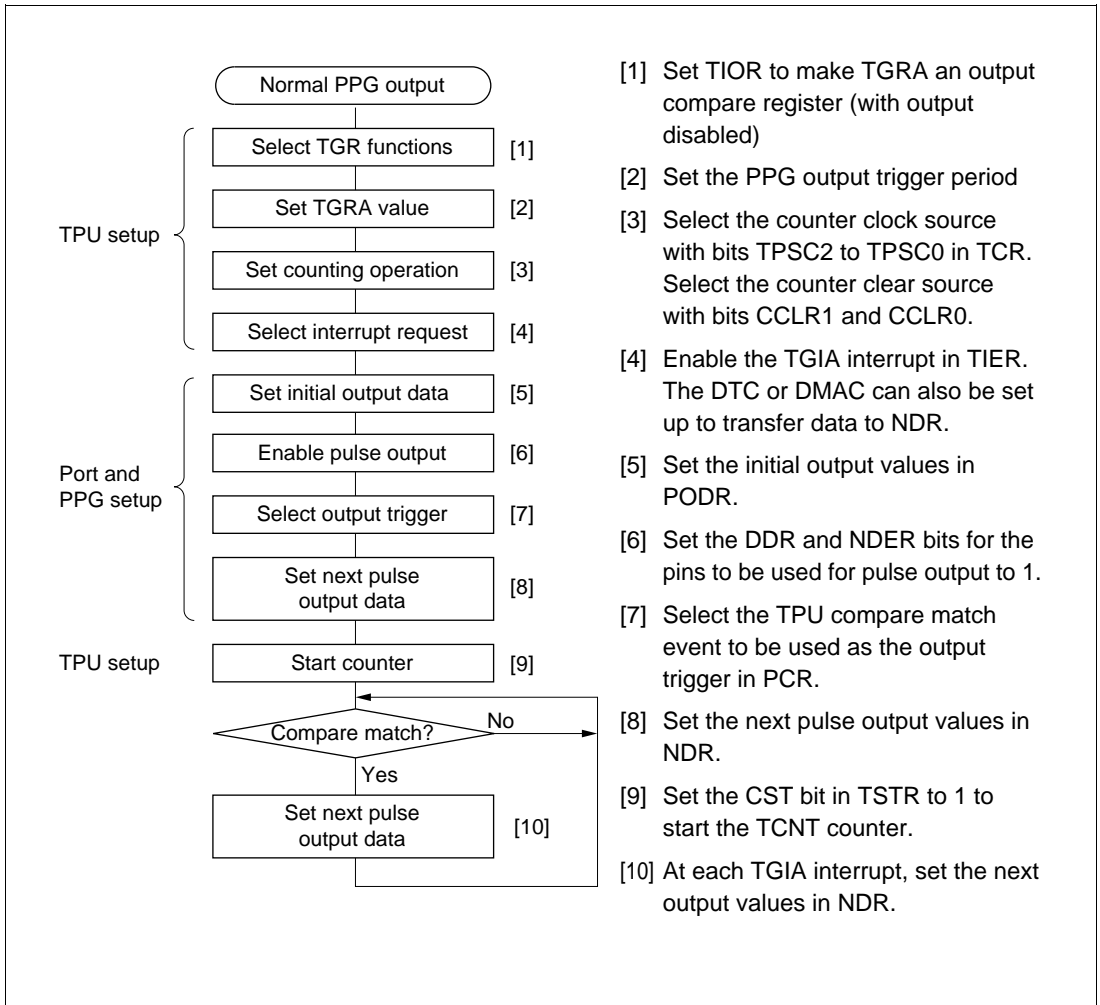 Normal PPG output
Select TGR functions [1]
Set TGRA value [2]
TPU setup
Set counting operation [3]
Select interrupt request [4]
Set initial output data [5]
Enable pulse output [6]
Port and
PPG setup
Select output trigger [7]
Set next pulse
output data
[8]
TPU setup
Start counter [9]
Compare match?
No
Yes
Set next pulse
output data
[10]
[1] Set TIOR to make TGRA an output
compare register (with output
disabled)
[2] Set the PPG output trigger period
[3] Select the counter clock source
with bits TPSC2 to TPSC0 in TCR.
Select the counter clear source
with bits CCLR1 and CCLR0.
[4] Enable the TGIA interrupt in TIER.
The DTC or DMAC can also be set
up to transfer data to NDR.
[5] Set the initial output values in
PODR.
[6] Set the DDR and NDER bits for the
pins to be used for pulse output to 1.
[7] Select the TPU compare match
event to be used as the output
trigger in PCR.
[8] Set the next pulse output values in
NDR.
[9] Set the CST bit in TSTR to 1 to
start the TCNT counter.
[10] At each TGIA interrupt, set the next
output values in NDR.